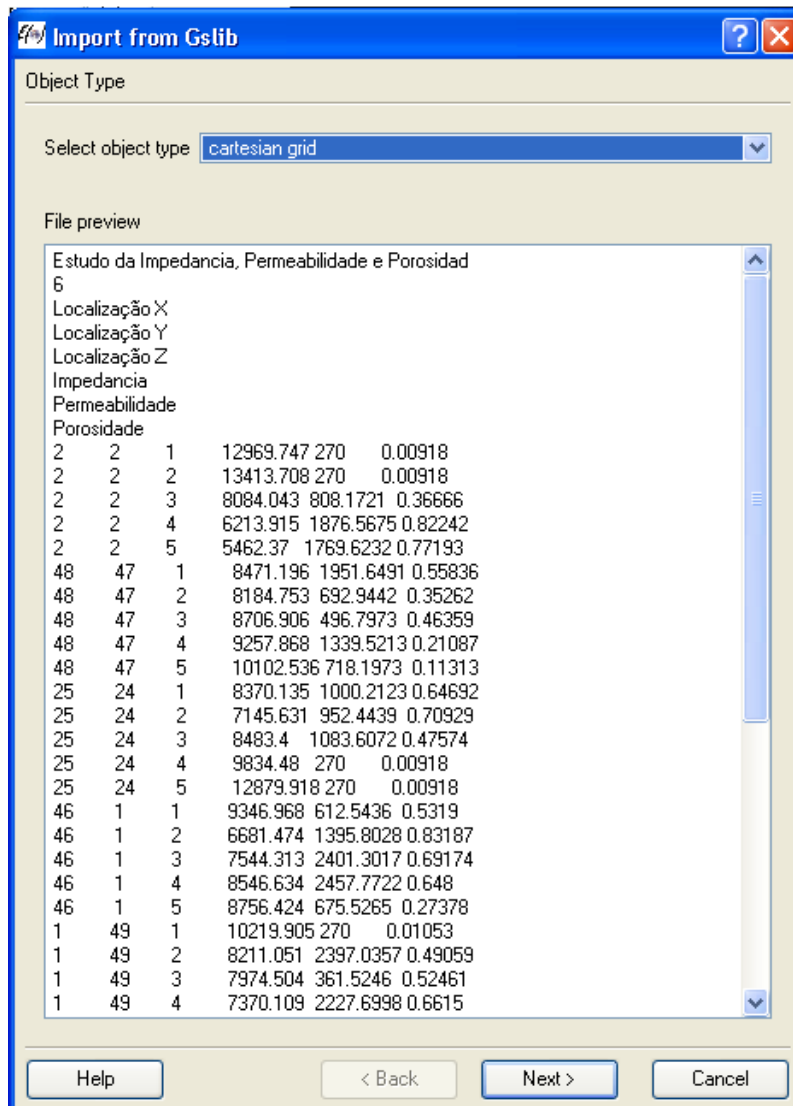 Import from Gslib
Object Type
Select object type cartesian grid
File preview
Estudo da Impedancia, Permeabilidade e Porosidad
6
Localização X
Localização Y
Localização Z
Impedancia
Permeabilidade
Porosidade
2 2 1 12969.747 270 0.00918
2 2 2 13413.708 270 0.00918
2 2 3 8084.043 808.1721 0.36666
2 2 4 6213.915 1876.5675 0.82242
2 2 5 5462.37 1769.6232 0.77193
48 47 1 8471.196 1951.6491 0.55836
48 47 2 8184.753 692.9442 0.35262
48 47 3 8706.906 496.7973 0.46359
48 47 4 9257.868 1339.5213 0.21087
48 47 5 10102.536 718.1973 0.11313
25 24 1 8370.135 1000.2123 0.64692
25 24 2 7145.631 952.4439 0.70929
25 24 3 8483.4 1083.6072 0.47574
25 24 4 9834.48 270 0.00918
25 24 5 12879.918 270 0.00918
46 1 1 9346.968 612.5436 0.5319
46 1 2 6681.474 1395.8028 0.83187
46 1 3 7544.313 2401.3017 0.69174
46 1 4 8546.634 2457.7722 0.648
46 1 5 8756.424 675.5265 0.27378
1 49 1 10219.905 270 0.01053
1 49 2 8211.051 2397.0357 0.49059
1 49 3 7974.504 361.5246 0.52461
1 49 4 7370.109 2227.6998 0.6615
Help < Back Next > Cancel